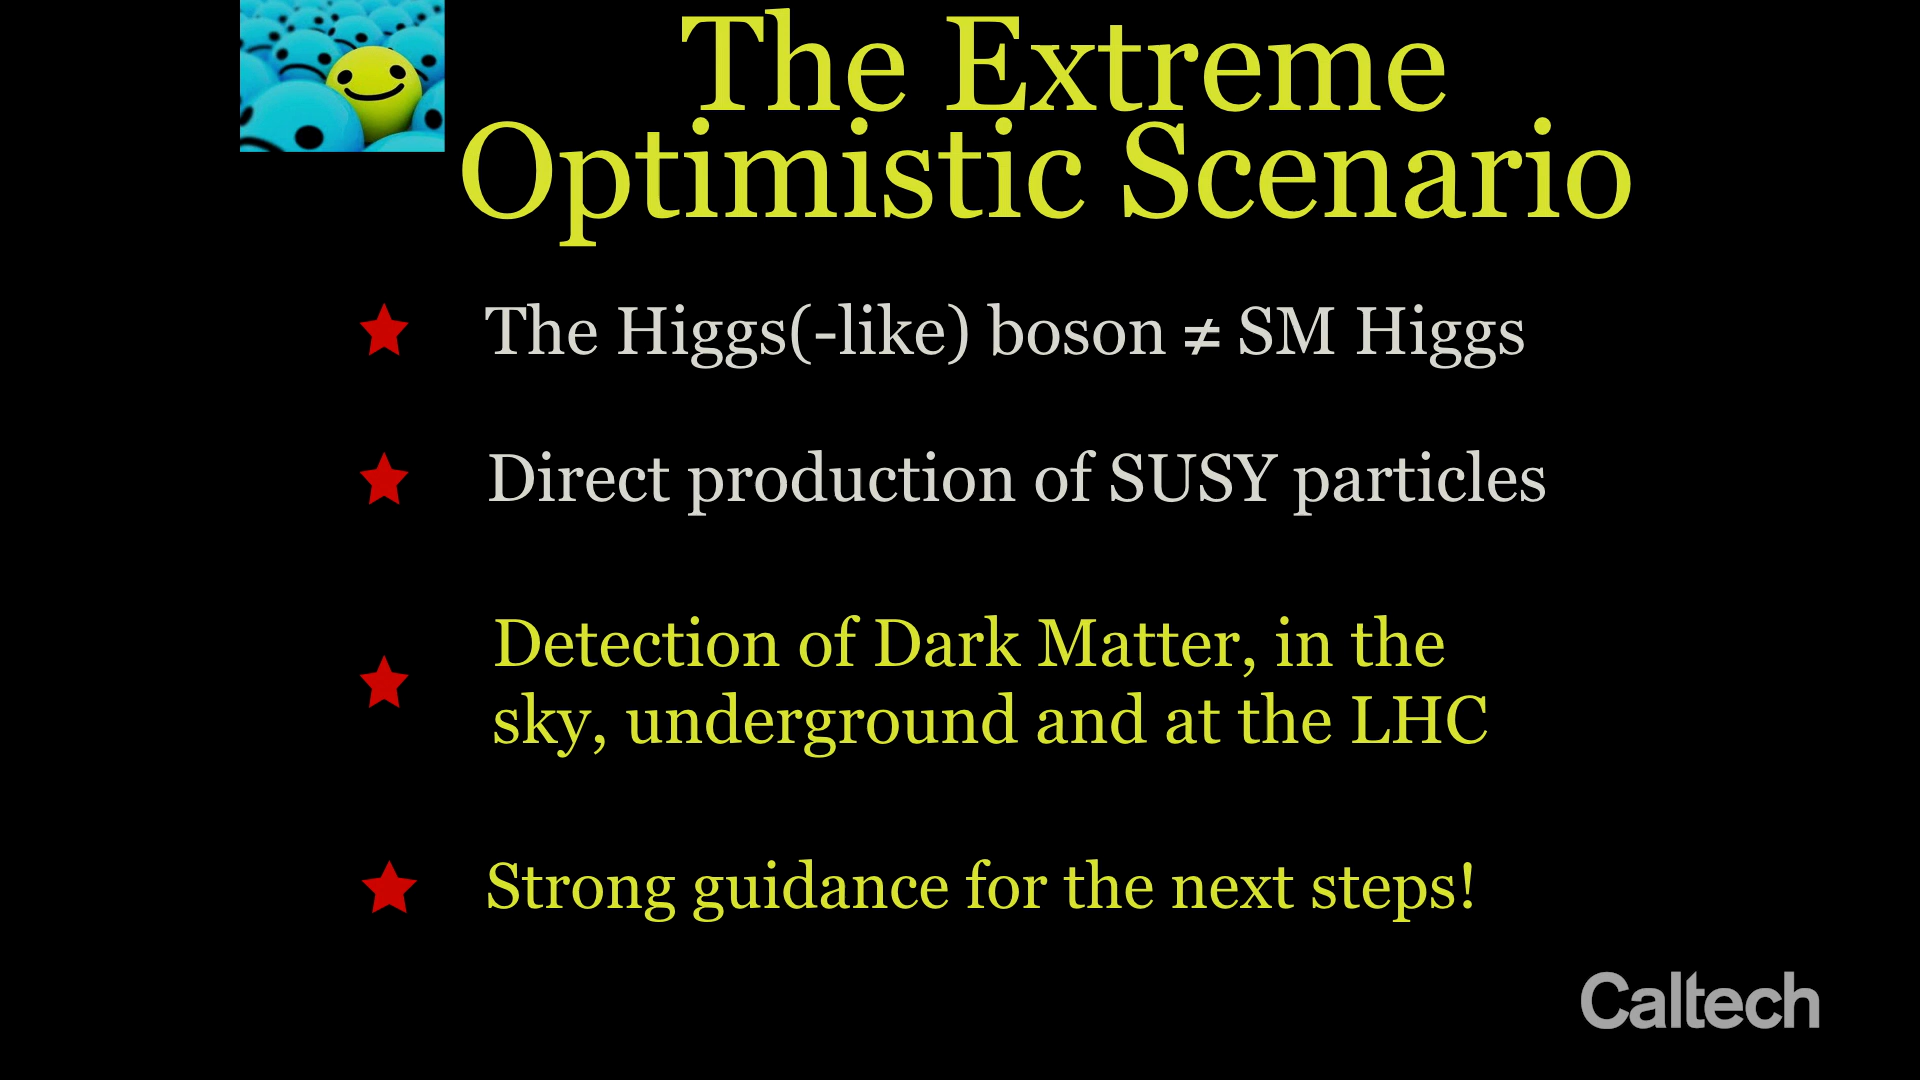 The Extreme
Optimistic Scenario
The Higgs(-like) boson ≠ SM Higgs
Direct production of SUSY particles
Detection of Dark Matter, in the
sky, underground and at the LHC
Strong guidance for the next steps!
Caltech